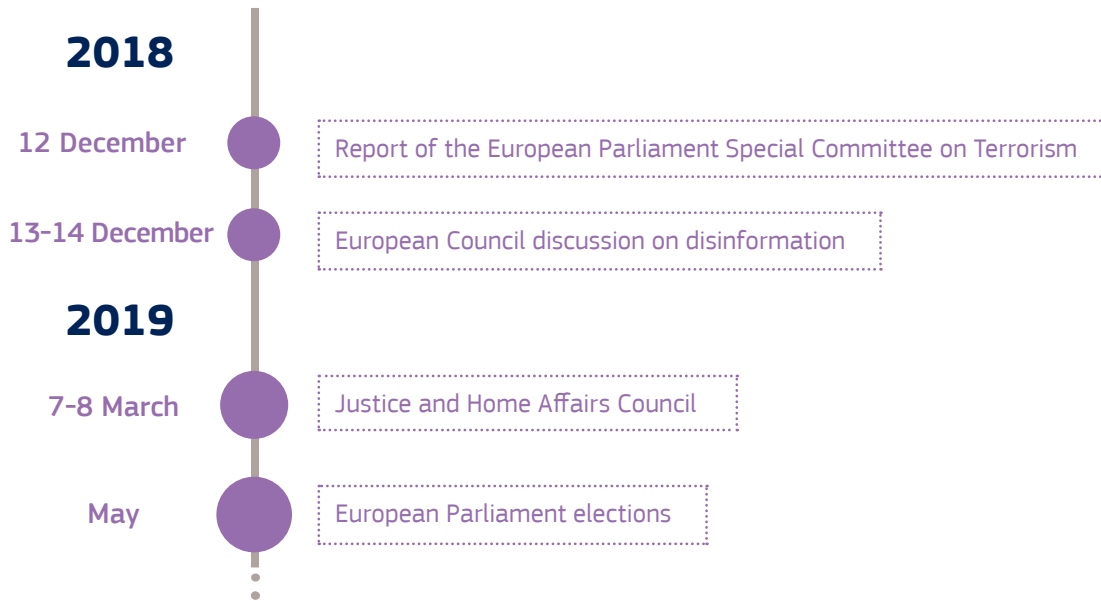 2018
12 December
Report of the European Parliament Special Committee on Terrorism
13-14 December
European Council discussion on disinformation
2019
7-8 March
Justice and Home Affairs Council
May
European Parliament elections